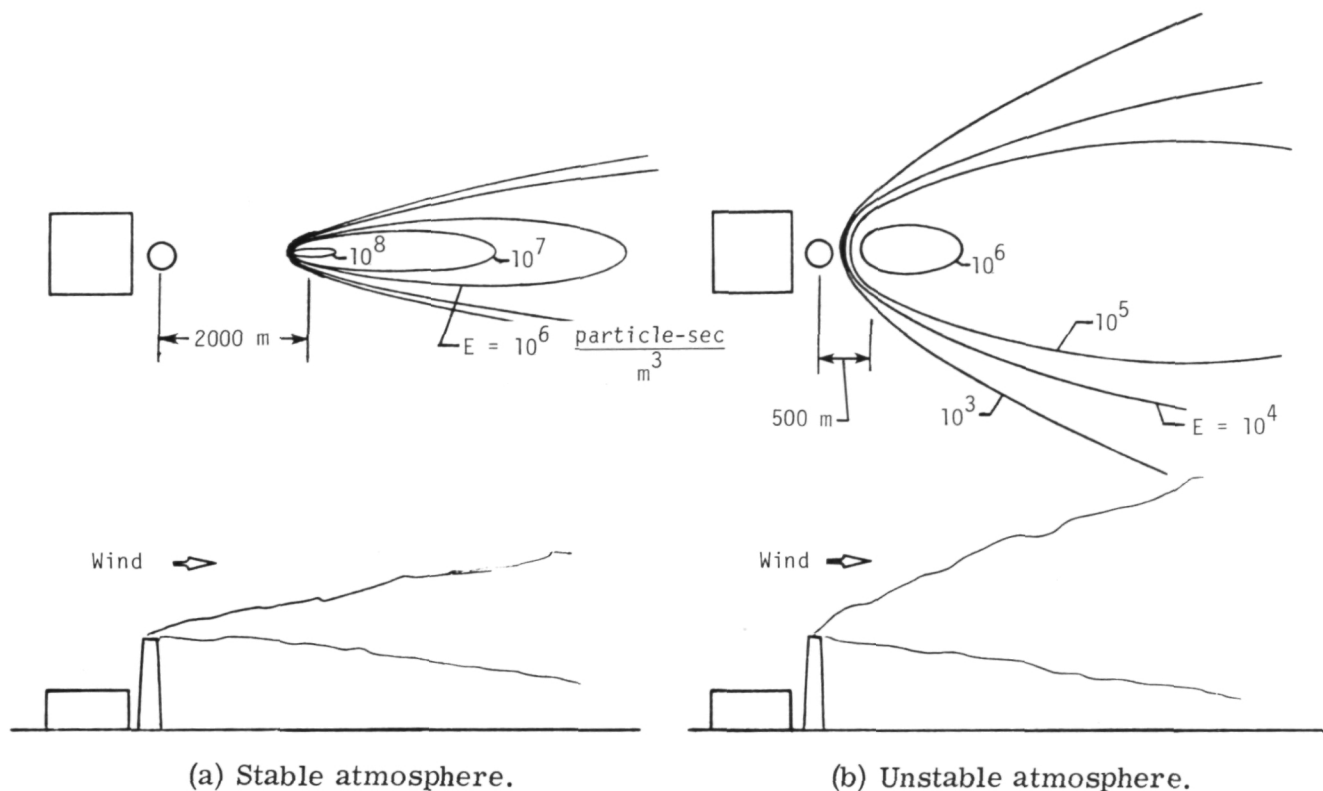 10^8
10^7
2000 m
E = 10^6 particle-sec
m^3
Wind
(a) Stable atmosphere.
10^6
10^5
500 m
10^3
E = 10^4
Wind
(b) Unstable atmosphere.